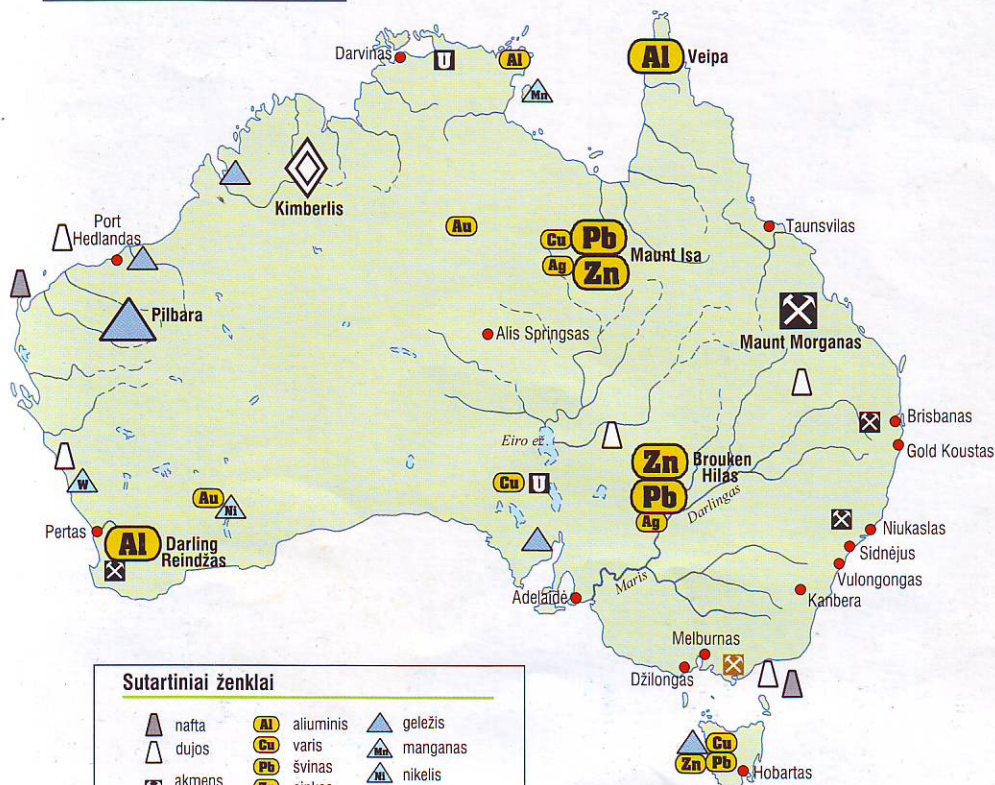 Darvinas
U
Al
Al
Veipa
Mn
Kimberlis
Port
Hedlandas
Au
Cu
Pb
Ag
Zn
Maunt Isa
Taunsvilas
Pilbara
Alis Springsas
Maunt Morganas
Brisbanas
Gold Koustas
Eiro ež.
Zn
Brouken
Hilas
Pb
Ag
Darlingas
Cu
U
W
Au
Ni
Pertas
Al
Darling
Reindžas
Niukaslas
Sidnėjus
Vulongongas
Kanbera
Adelaidė
Maris
Melburnas
Džilongas
Cu
Zn
Pb
Hobartas
Sutartiniai ženklai
nafta
Al
aliuminis
geležis
dujos
Cu
varis
Mn
manganas
akmens
Pb
švinas
Ni
nikelis